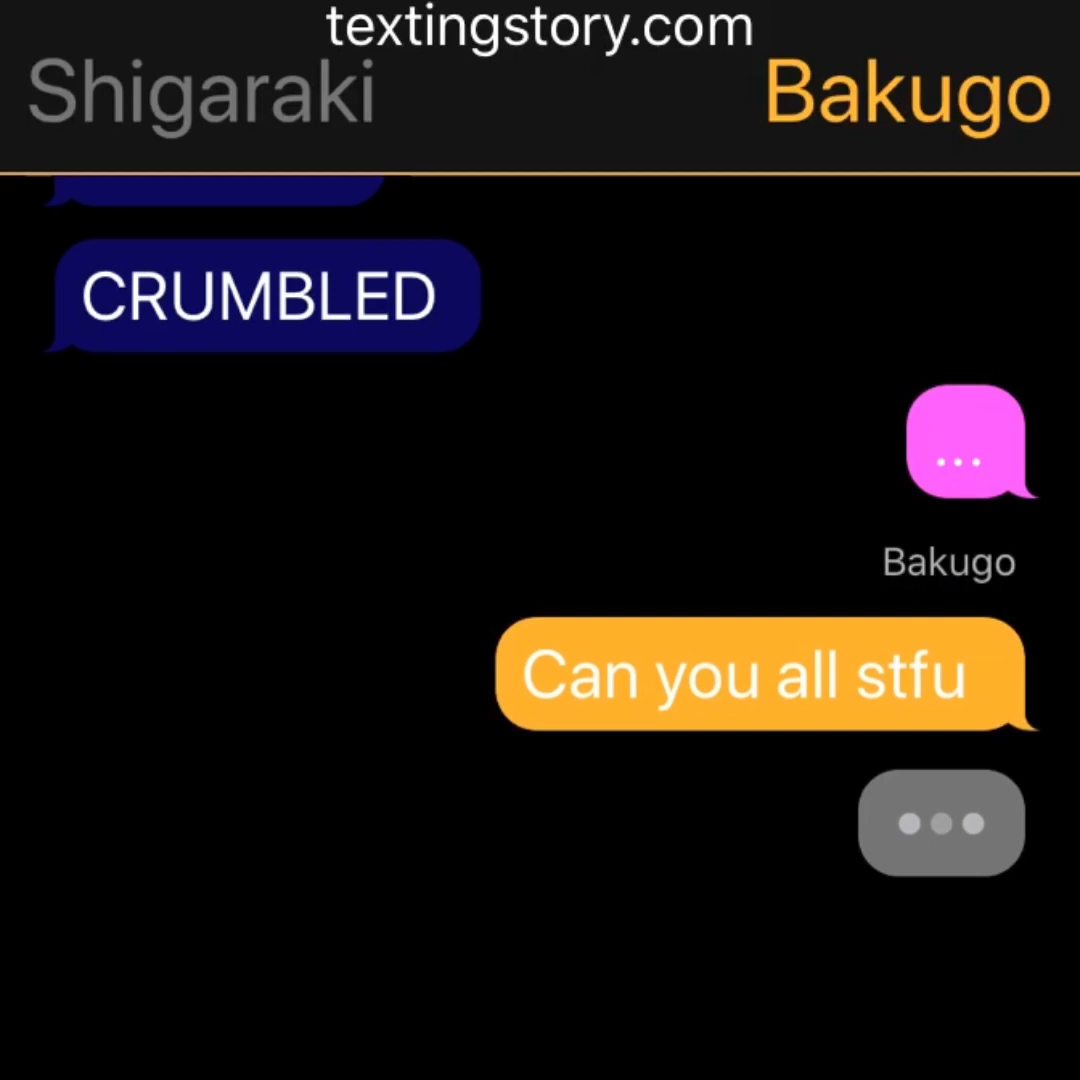 textingstory.com
Shigaraki
Bakugo
CRUMBLED
...
Bakugo
Can you all stfu